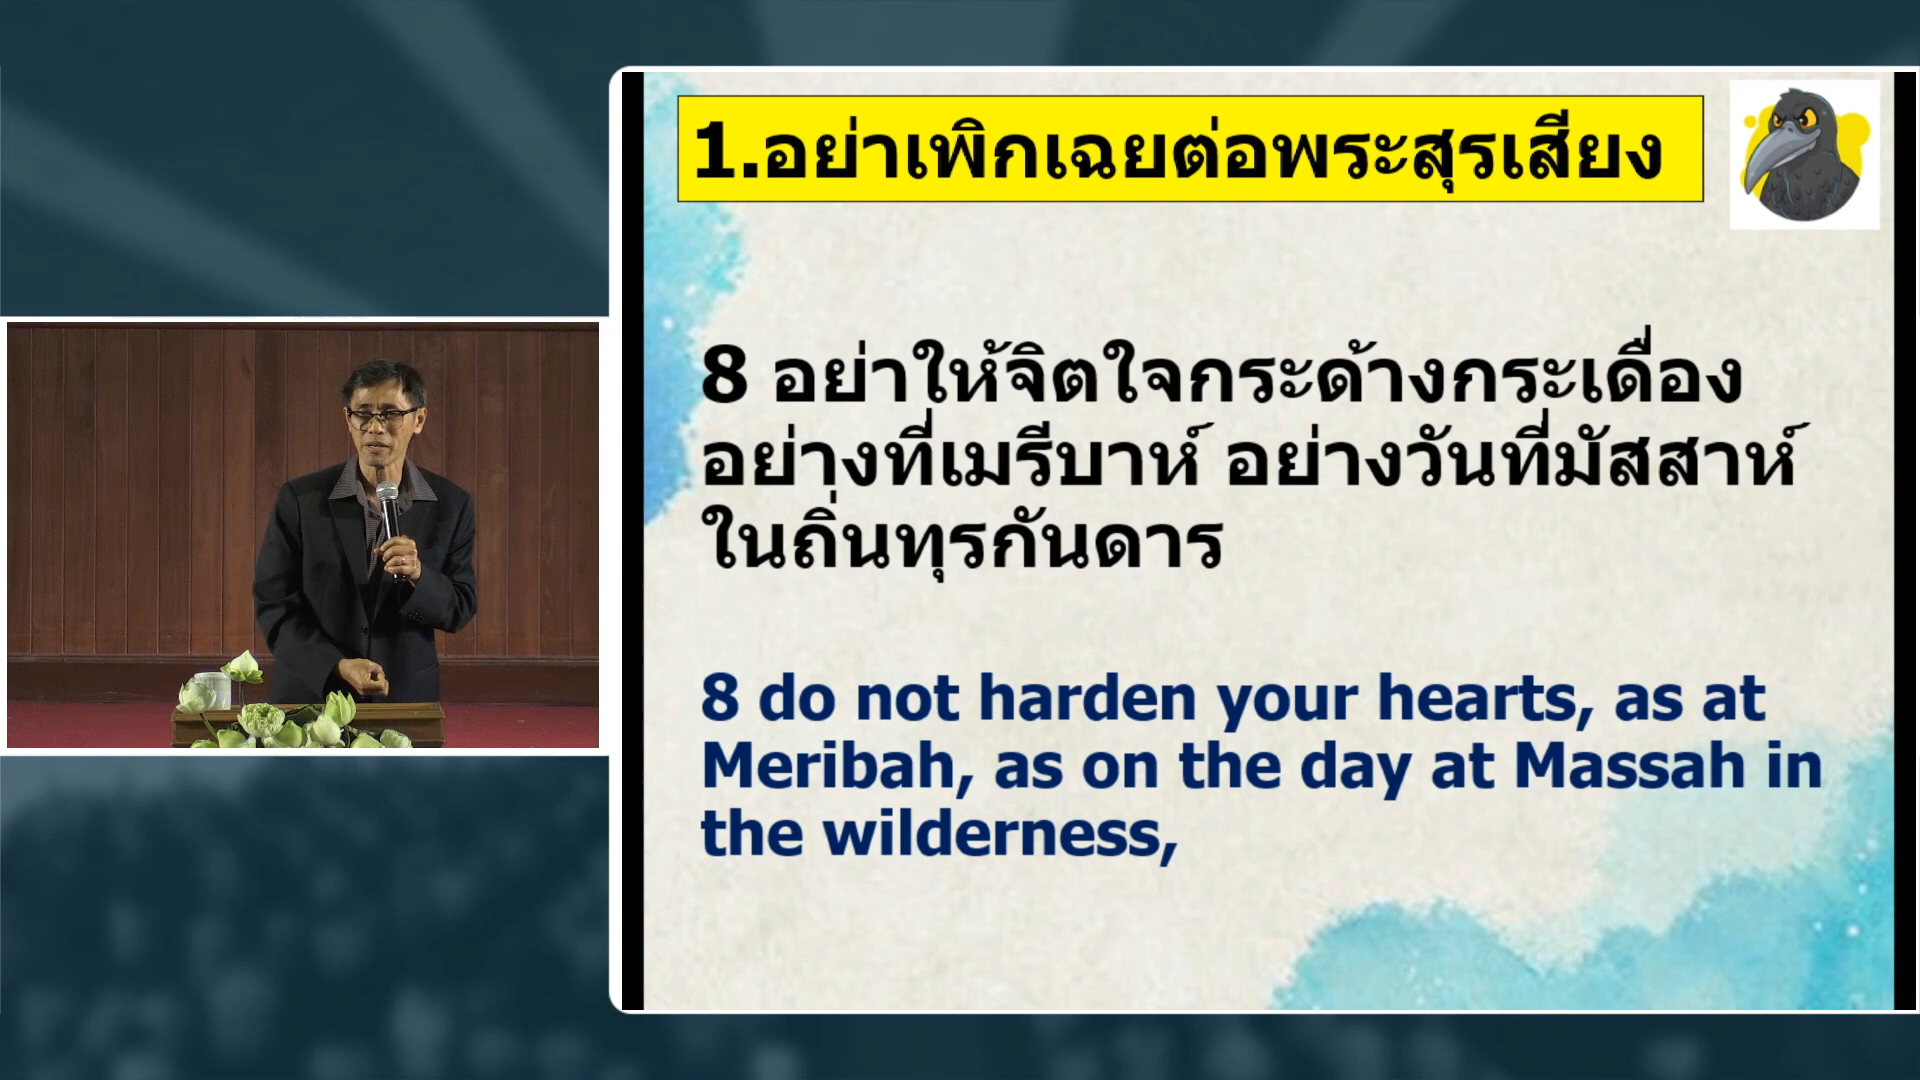 1.อย่าเพิกเฉยต่อพระสุรเสียง
8 อย่าให้จิตใจกระด้างกระเดื่อง
อย่างที่เมรีบาห์ อย่างวันที่มัสสาห์
ในถิ่นทุรกันดาร
8 do not harden your hearts, as at
Meribah, as on the day at Massah in
the wilderness,